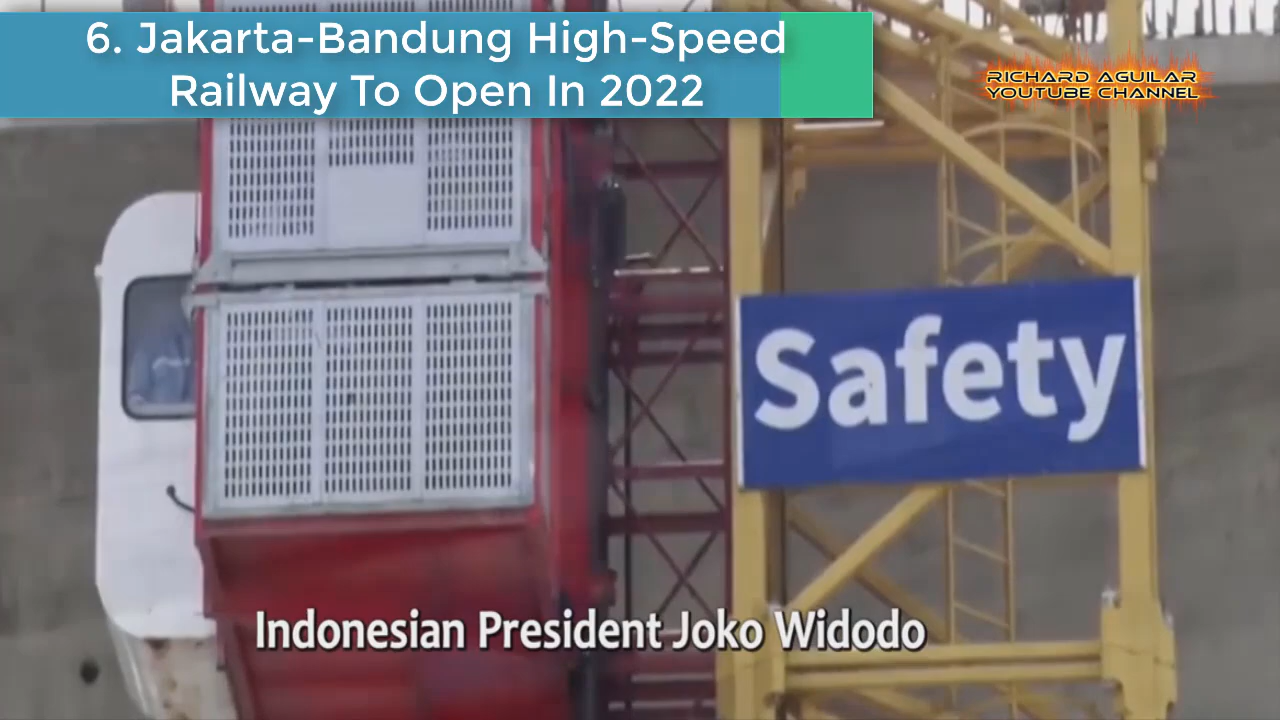 6. Jakarta-Bandung High-Speed
Railway To Open In 2022
RICHARD AGUILAR
YOUTUBE CHANNEL
Safety
Indonesian President Joko Widodo